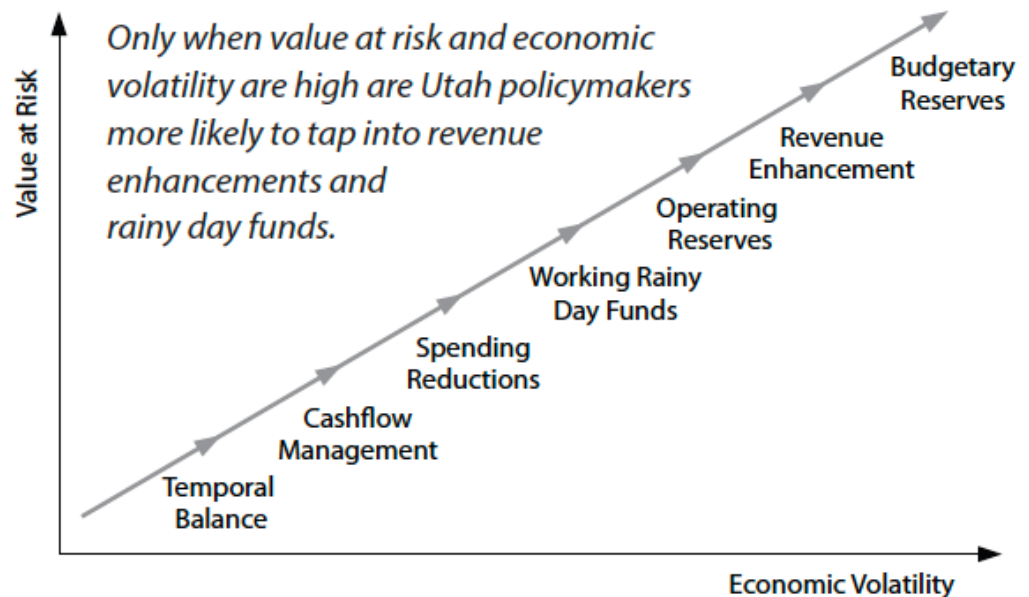 Only when value at risk and economic
volatility are high are Utah policymakers
more likely to tap into revenue
enhancements and
rainy day funds.
Value at Risk
Budgetary
Reserves
Revenue
Enhancement
Operating
Reserves
Working Rainy
Day Funds
Spending
Reductions
Cashflow
Management
Temporal
Balance
Economic Volatility